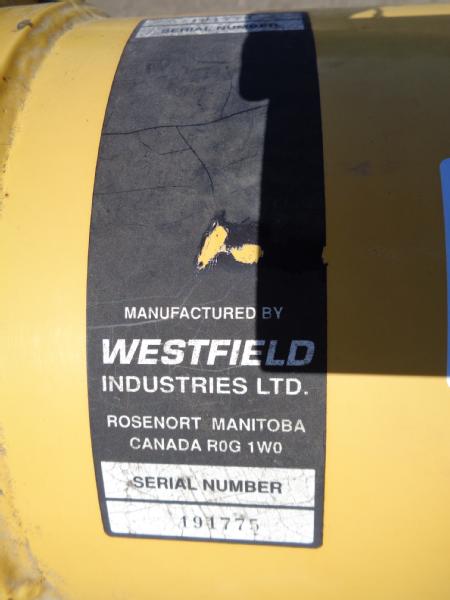 SERIAL NUMBER
MANUFACTURED BY
WESTFIELD
INDUSTRIES LTD.
ROSENORT MANITOBA
CANADA R0G 1W0
SERIAL NUMBER
191775